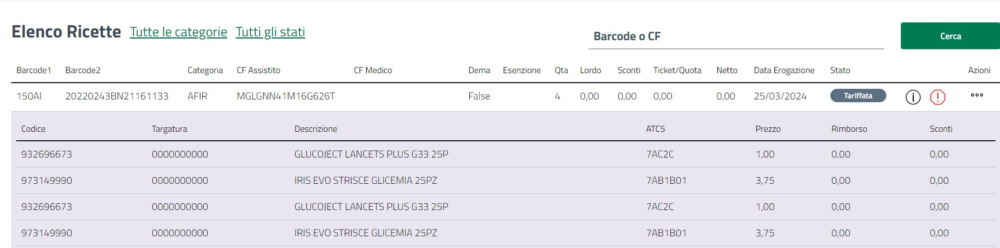 Elenco Ricette Tutte le categorie Tutti gli stati Barcode o CF Cerca
Barcode1 Barcode2 Categoria CF Assistito CF Medico Dema Esenzione Qta Lordo Sconti Ticket/Quota Netto Data Erogazione Stato Azioni
150AI 20220243BN21161133 AFIR MGLGNN41M16G626T False 4 0,00 0,00 0,00 0,00 25/03/2024 Tariffata
Codice Targatura Descrizione ATC5 Prezzo Rimborso Sconti
932696673 0000000000 GLUCOJECT LANCETS PLUS G33 25P 7AC2C 1,00 0,00 0,00
973149990 0000000000 IRIS EVO STRISCE GLICEMIA 25PZ 7AB1B01 3,75 0,00 0,00
932696673 0000000000 GLUCOJECT LANCETS PLUS G33 25P 7AC2C 1,00 0,00 0,00
973149990 0000000000 IRIS EVO STRISCE GLICEMIA 25PZ 7AB1B01 3,75 0,00 0,00